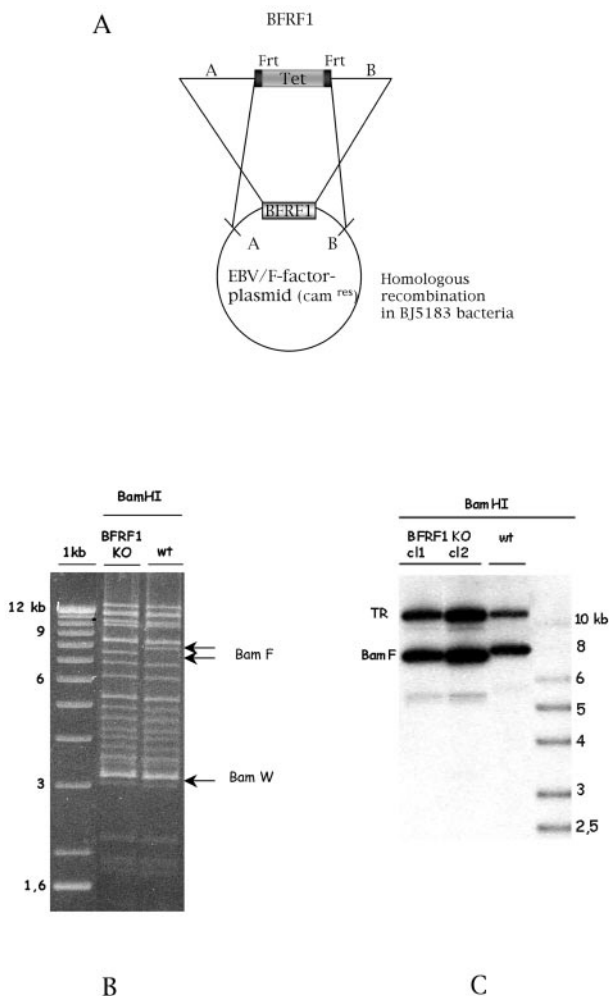 A
BFRF1
Frt Frt
A Tet B
BFRF1
A B
EBV/F-factor-
plasmid (cam res)
Homologous
recombination
in BJ5183 bacteria
BamHI
BFRF1
1kb KO wt
12 kb
9
6
3
1,6
Bam F
Bam W
B
BamHI
BFRF1 KO wt
cl1 cl2
TR
BamF
10 kb
8
6
5
4
3
2,5
C